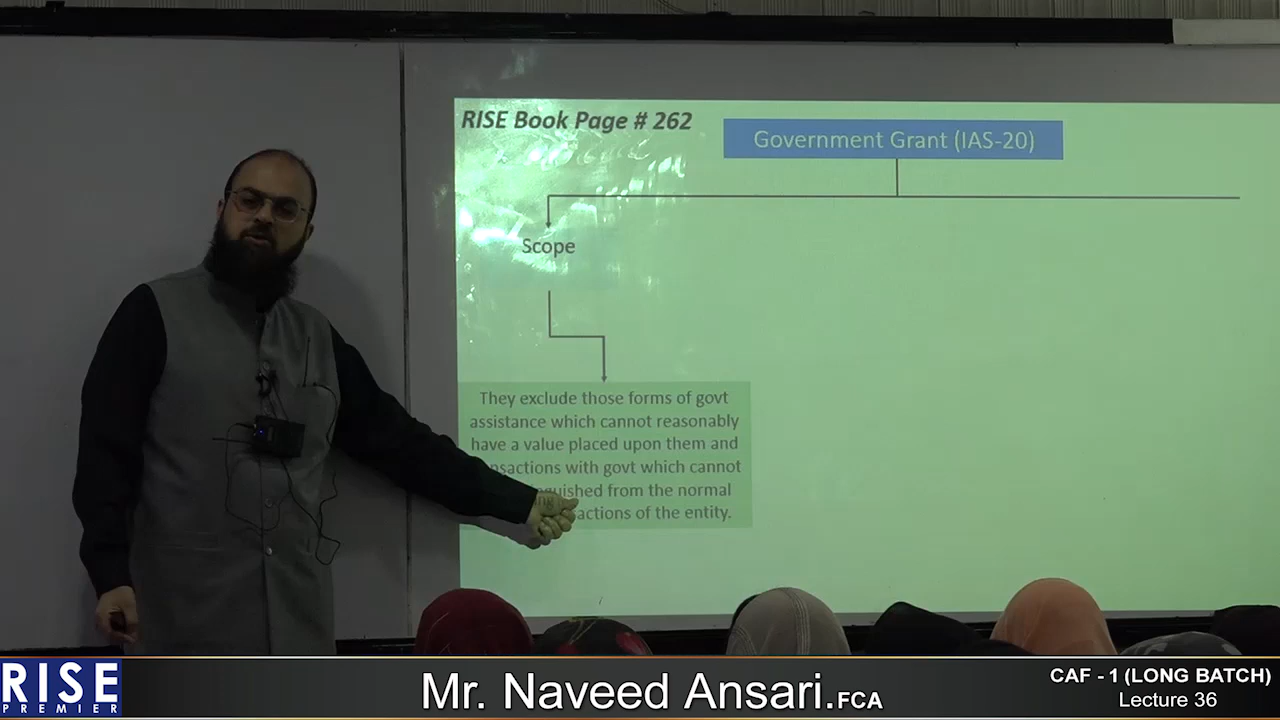 RISE Book Page # 262
Government Grant (IAS-20)
Scope
They exclude those forms of govt
assistance which cannot reasonably
have a value placed upon them and
with govt which cannot
from the normal
of the entity.
RISE
PREMIER
Mr. Naveed Ansari.FCA
CAF - 1 (LONG BATCH)
Lecture 36